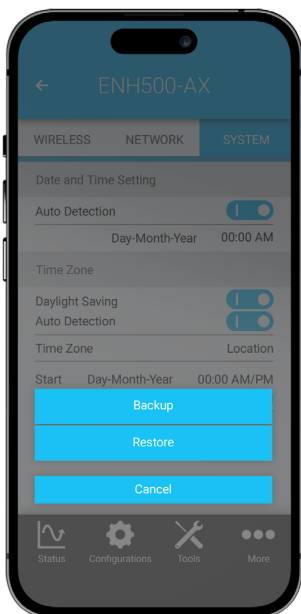 ENH500-AX
WIRELESS NETWORK SYSTEM
Date and Time Setting
Auto Detection
Day-Month-Year 00:00 AM
Time Zone
Daylight Saving
Auto Detection
Time Zone Location
Start Day-Month-Year 00:00 AM/PM
Backup
Restore
Cancel
Status Configurations Tools More